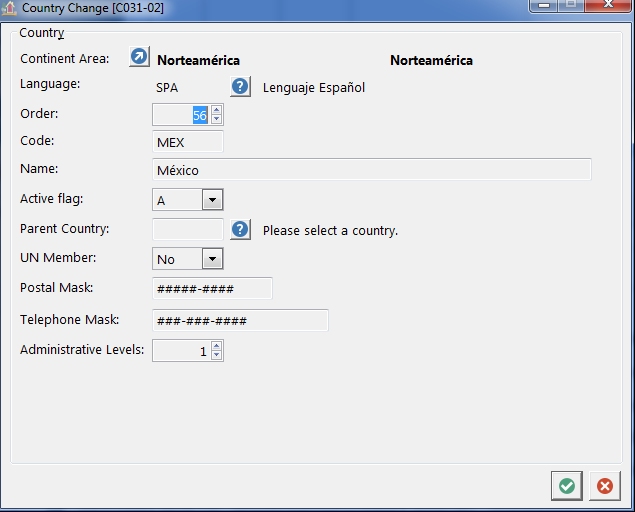 Country Change [C031-02]
Country
Continent Area: Norteamérica Norteamérica
Language: SPA ? Lenguaje Español
Order: 56
Code: MEX
Name: México
Active flag: A
Parent Country: ? Please select a country.
UN Member: No
Postal Mask: #####-####
Telephone Mask: ###-###-####
Administrative Levels: 1